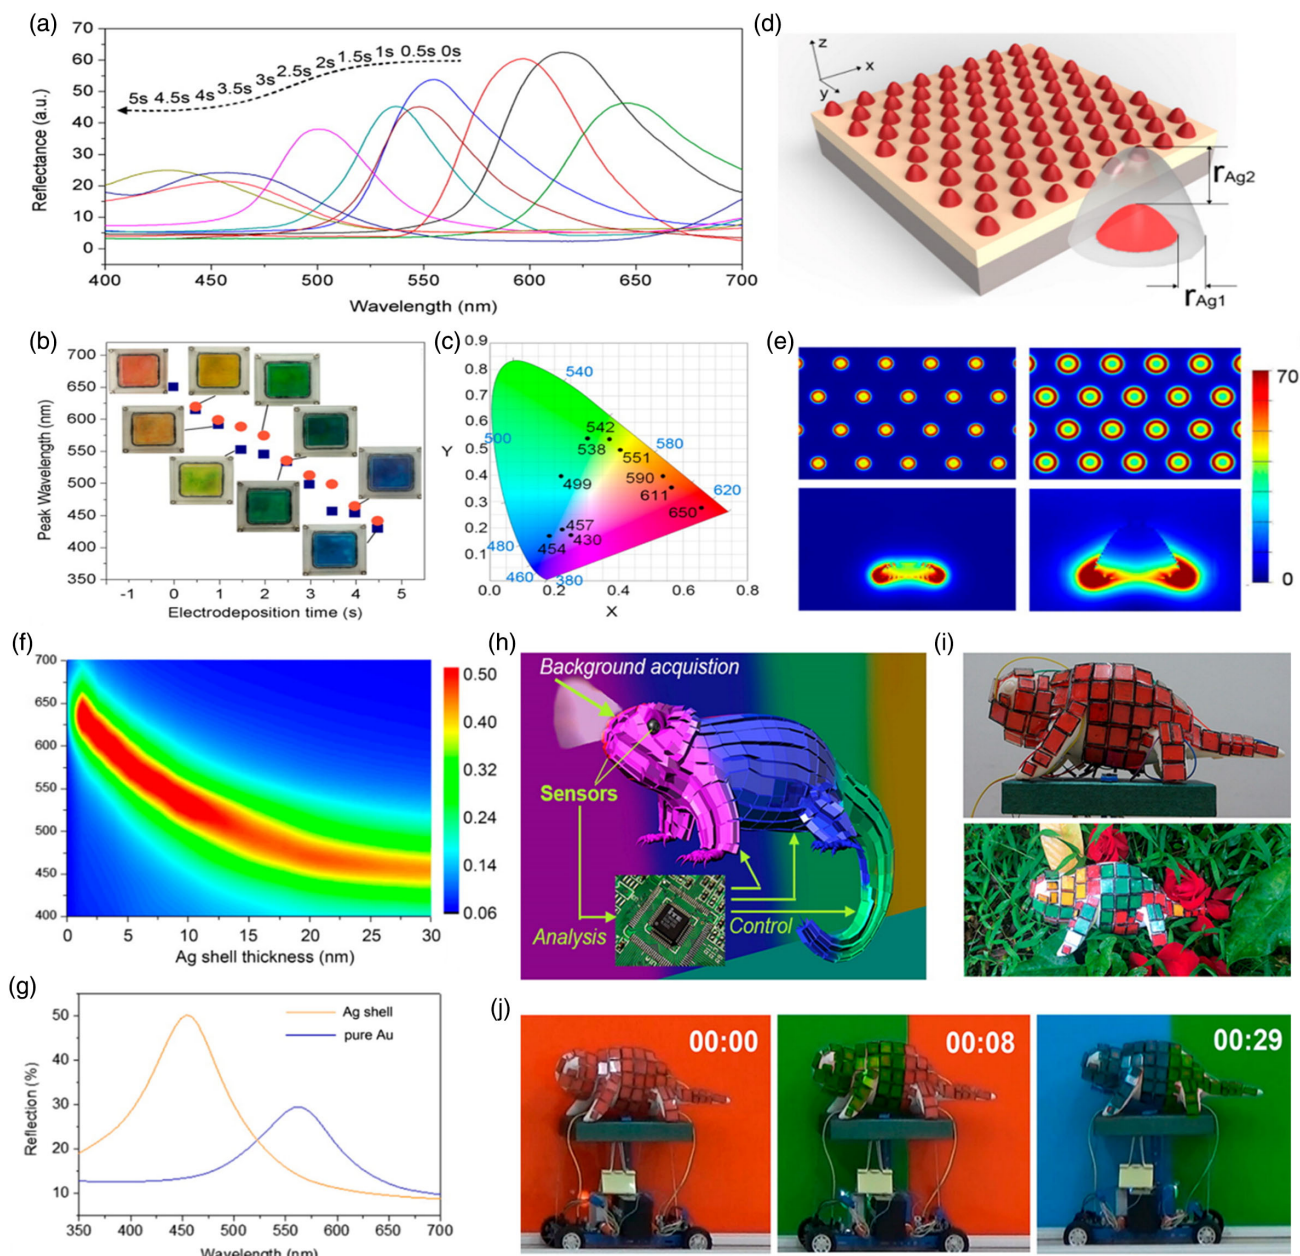 (a)
70
60
50
40
30
20
10
0
Reflectance (a.u.)
5s 4.5s 4s 3.5s 3s 2.5s 2s 1.5s 1s 0.5s 0s
400 450 500 550 600 650 700
Wavelength (nm)
(d)
z
x
y
rAg2
rAg1
(b)
700
650
600
550
500
450
400
350
Peak Wavelength (nm)
-1 0 1 2 3 4 5
Electrodeposition time (s)
(c)
0.9
0.8
0.7
0.6
0.5
0.4
0.3
0.2
0.1
Y
540
500
542
538
580
551
499
590
620
611
650
457
430
454
480
460
380
0.0 0.2 0.4 0.6 0.8
X
(e)
70
0
(f)
700
650
600
550
500
450
400
0 5 10 15 20 25 30
Ag shell thickness (nm)
0.50
0.40
0.32
0.24
0.14
0.06
(h)
Background acquistion
Sensors
Analysis
Control
(i)
(g)
50
40
30
20
10
Reflection (%)
Ag shell
pure Au
350 400 450 500 550 600 650 700
Wavelength (nm)
(j)
00:00
00:08
00:29